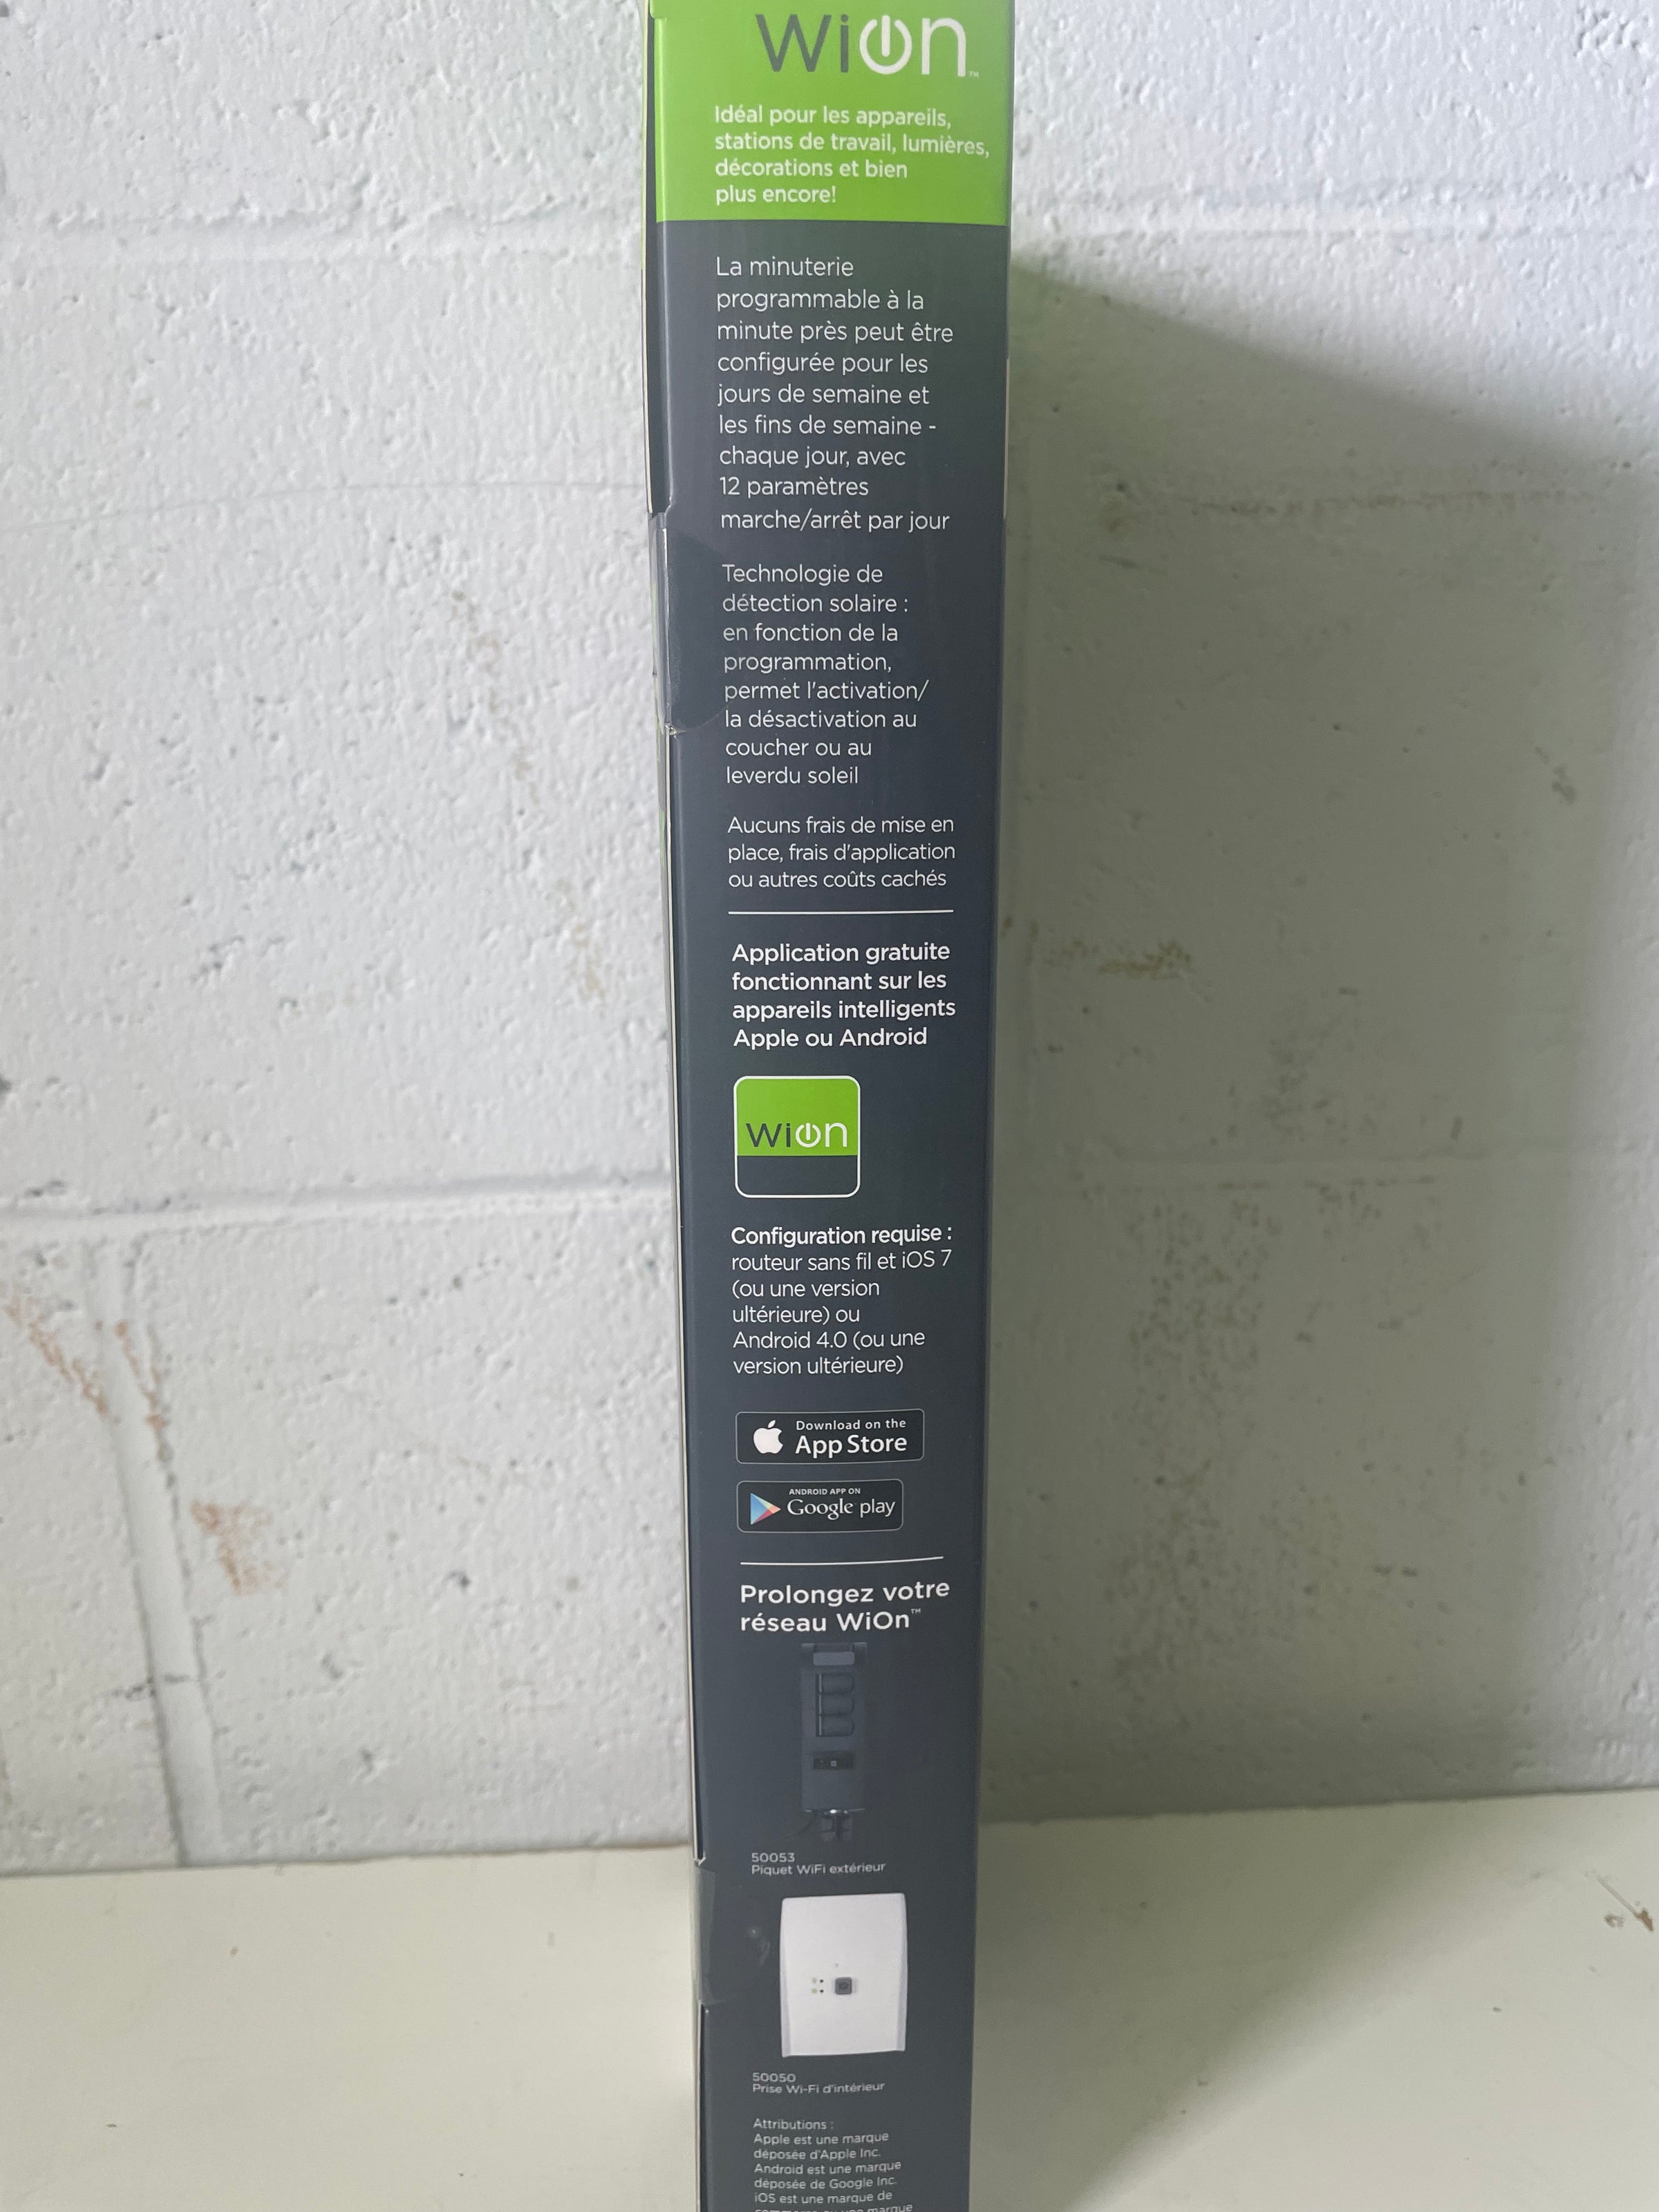 WiOn™
Idéal pour les appareils,
stations de travail, lumières,
décorations et bien
plus encore!
La minuterie
programmable à la
minute près peut être
configurée pour les
jours de semaine et
les fins de semaine -
chaque jour, avec
12 paramètres
marche/arrêt par jour
Technologie de
détection solaire :
en fonction de la
programmation,
permet l'activation/
la désactivation au
coucher ou au
leverdu soleil
Aucuns frais de mise en
place, frais d'application
ou autres coûts cachés
Application gratuite
fonctionnant sur les
appareils intelligents
Apple ou Android
wion
Configuration requise :
routeur sans fil et iOS 7
(ou une version
ultérieure) ou
Android 4.0 (ou une
version ultérieure)
Download on the
App Store
ANDROID APP ON
Google play
Prolongez votre
réseau WiOn™
50053
Piquet WiFi extérieur
50050
Prise Wi-Fi d'intérieur
Attributions :
Apple est une marque
déposée d'Apple Inc.
Android est une marque
déposée de Google Inc.
iOS est une marque de
marque